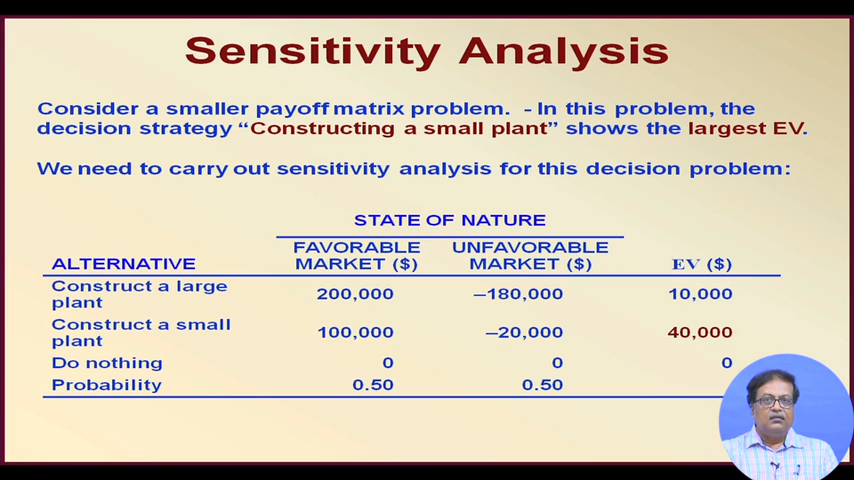 Sensitivity Analysis
Consider a smaller payoff matrix problem. - In this problem, the
decision strategy “Constructing a small plant” shows the largest EV.
We need to carry out sensitivity analysis for this decision problem:
STATE OF NATURE
FAVORABLE UNFAVORABLE
ALTERNATIVE MARKET ($) MARKET ($) EV ($)
Construct a large
plant 200,000 –180,000 10,000
Construct a small
plant 100,000 –20,000 40,000
Do nothing 0 0 0
Probability 0.50 0.50